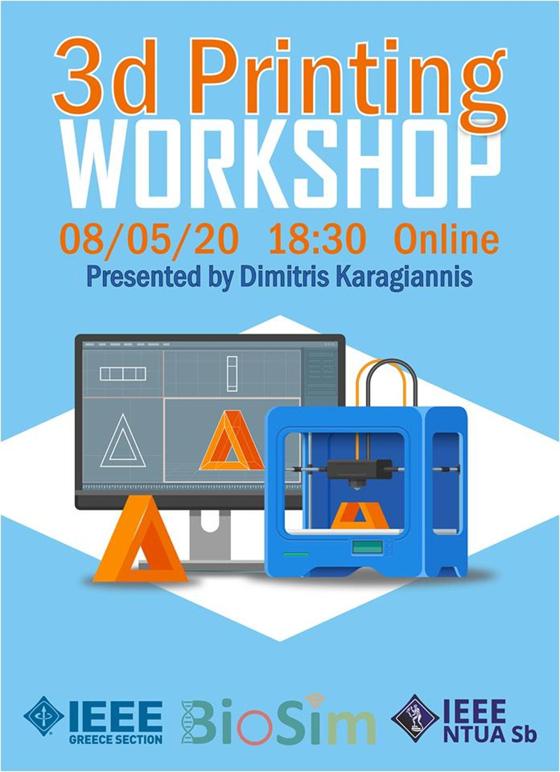 3d Printing
WORKSHOP
08/05/20 18:30 Online
Presented by Dimitris Karagiannis
IEEE
GREECE SECTION
BioSim
IEEE
NTUA Sb